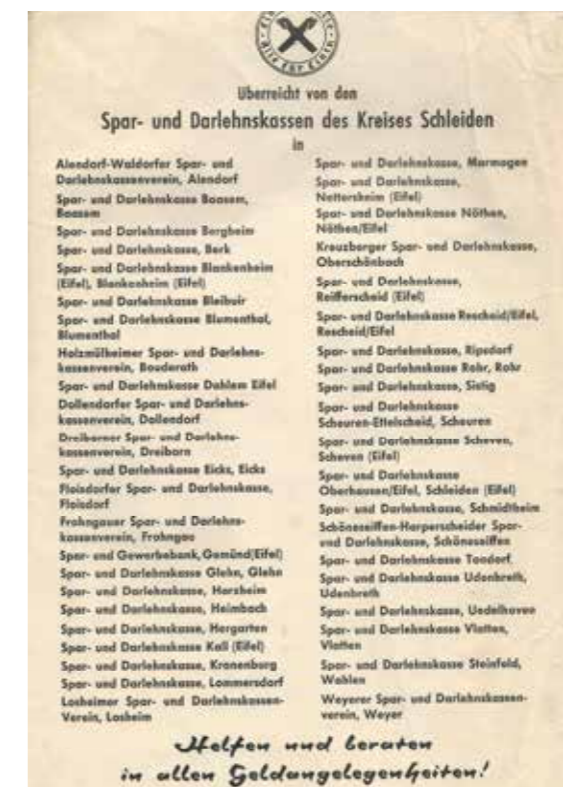 Alle für Einen
Überreicht von den
Spar- und Darlehnskassen des Kreises Schleiden
in
Alendorf-Waldorfer Spar- und
Darlehnskassenverein, Alendorf
Spar- und Darlehnskasse Baasem,
Baasem
Spar- und Darlehnskasse Bergheim
Spar- und Darlehnskasse, Berk
Spar- und Darlehnskasse Blankenheim
(Eifel), Blankenheim (Eifel)
Spar- und Darlehnskasse Bleibuir
Spar- und Darlehnskasse Blumenthal,
Blumenthal
Holzmülheimer Spar- und Darlehns-
kassenverein, Bouderath
Spar- und Darlehnskasse Dahlem Eifel
Dollendorfer Spar- und Darlehns-
kassenverein, Dollendorf
Dreiborner Spar- und Darlehns-
kassenverein, Dreiborn
Spar- und Darlehnskasse Eicks, Eicks
Floisdorfer Spar- und Darlehnskasse,
Floisdorf
Frohngauer Spar- und Darlehns-
kassenverein, Frohngau
Spar- und Gewerbebank, Gemünd(Eifel)
Spar- und Darlehnskasse Glehn, Glehn
Spar- und Darlehnskasse, Harzheim
Spar- und Darlehnskasse, Heimbach
Spar- und Darlehnskasse, Hergarten
Spar- und Darlehnskasse Kall (Eifel)
Spar- und Darlehnskasse, Kronenburg
Spar- und Darlehnskasse, Lommersdorf
Losheimer Spar- und Darlehnskassen-
Verein, Losheim
Spar- und Darlehnskasse, Marmagen
Spar- und Darlehnskasse,
Nettersheim (Eifel)
Spar- und Darlehnskasse Nöthen,
Nöthen/Eifel
Kreuzberger Spar- und Darlehnskasse,
Oberschönbach
Spar- und Darlehnskasse,
Reifferscheid (Eifel)
Spar- und Darlehnskasse Rescheid/Eifel,
Rescheid/Eifel
Spar- und Darlehnskasse, Ripsdorf
Spar- und Darlehnskasse Rohr, Rohr
Spar- und Darlehnskasse, Sistig
Spar- und Darlehnskasse
Scheuren-Ettelscheid, Scheuren
Spar- und Darlehnskasse Scheven,
Scheven (Eifel)
Spar- und Darlehnskasse
Oberhausen/Eifel, Schleiden (Eifel)
Spar- und Darlehnskasse, Schmidtheim
Schöneseiffen-Harperscheider Spar-
und Darlehnskasse, Schöneseiffen
Spar- und Darlehnskasse Tondorf
Spar- und Darlehnskasse Udenbreth,
Udenbreth
Spar- und Darlehnskasse, Uedelhoven
Spar- und Darlehnskasse Vlatten,
Vlatten
Spar- und Darlehnskasse Steinfeld,
Wahlen
Weyerer Spar- und Darlehnskassen-
verein, Weyer
Helfen und beraten
in allen Geldangelegenheiten!